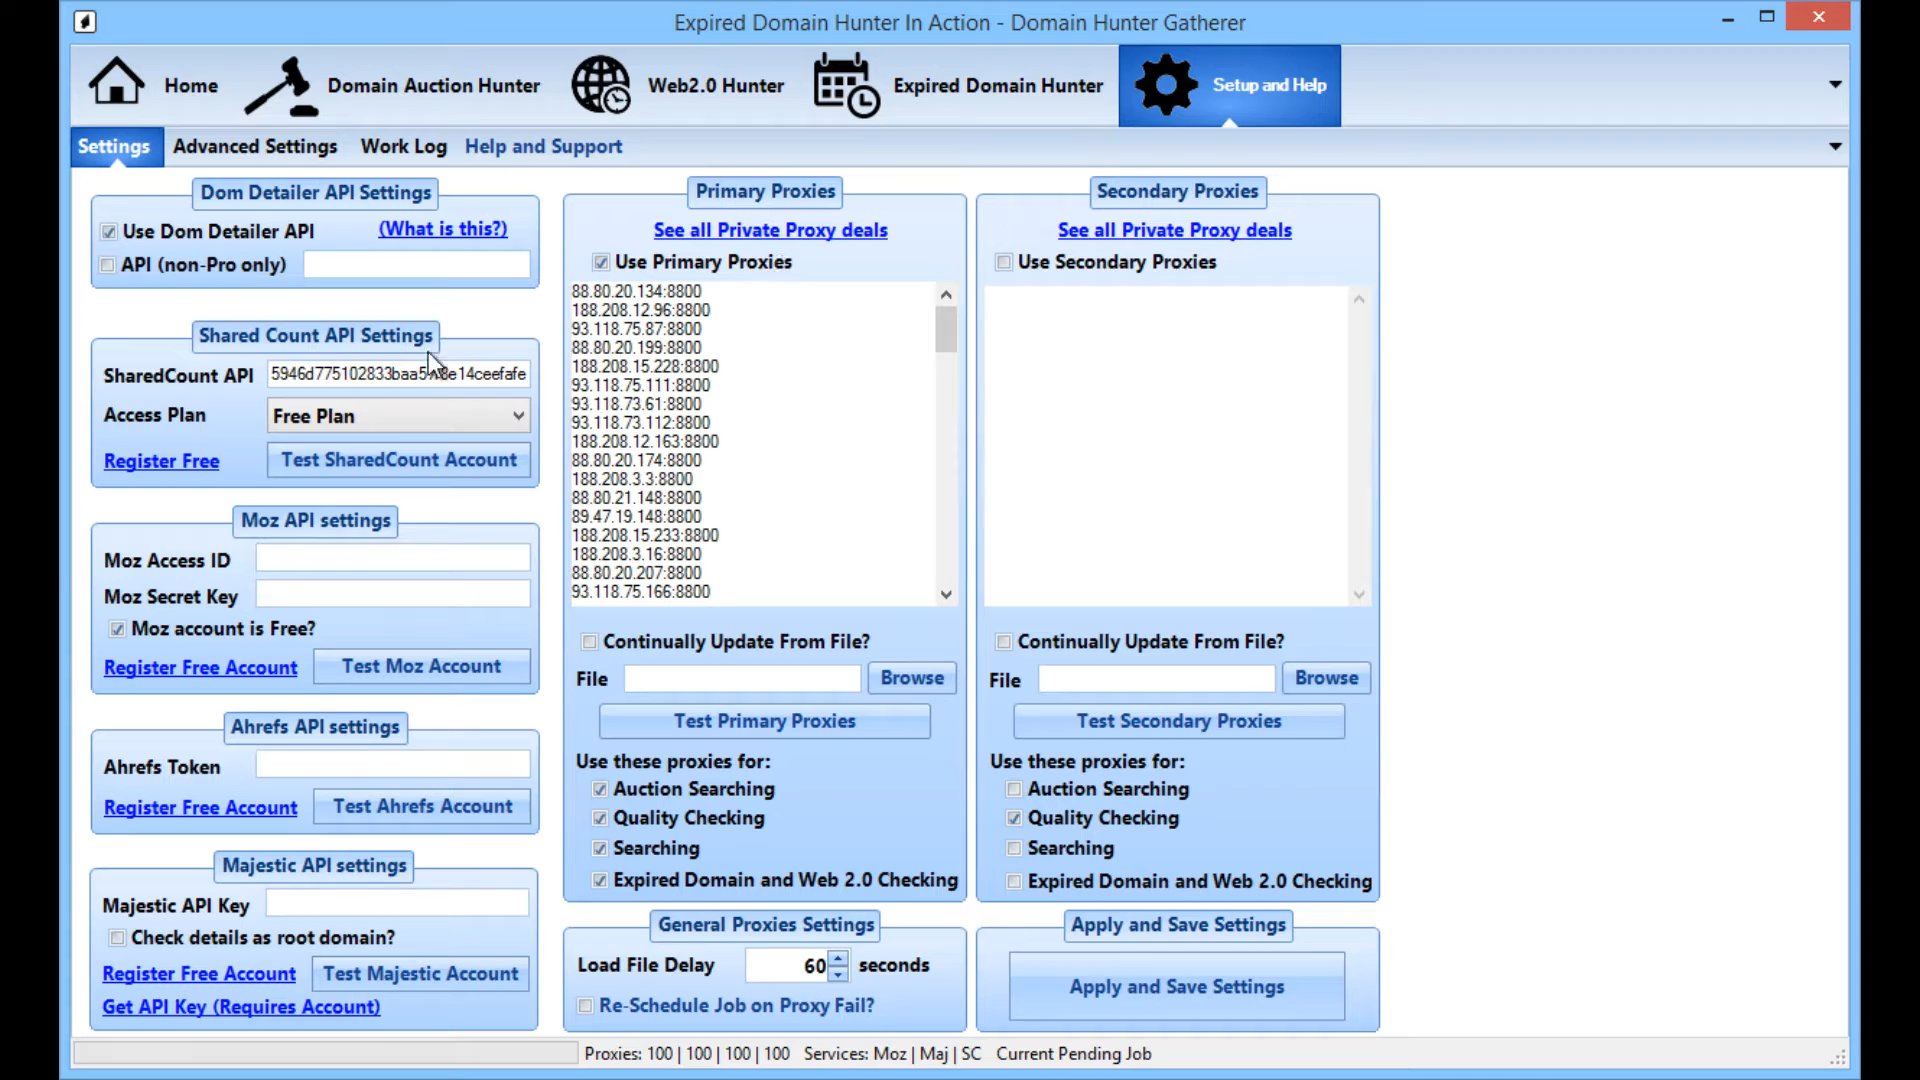 Expired Domain Hunter In Action - Domain Hunter Gatherer
Home
Domain Auction Hunter
Web2.0 Hunter
Expired Domain Hunter
Setup and Help
Settings
Advanced Settings
Work Log
Help and Support
Dom Detailer API Settings
Use Dom Detailer API
(What is this?)
API (non-Pro only)
Shared Count API Settings
SharedCount API
Access Plan
Free Plan
Register Free
Test SharedCount Account
Moz API settings
Moz Access ID
Moz Secret Key
Moz account is Free?
Register Free Account
Test Moz Account
Ahrefs API settings
Ahrefs Token
Register Free Account
Test Ahrefs Account
Majestic API settings
Majestic API Key
Check details as root domain?
Register Free Account
Test Majestic Account
Get API Key (Requires Account)
Primary Proxies
See all Private Proxy deals
Use Primary Proxies
88.80.20.134:8800
188.208.12.96:8800
93.118.75.87:8800
88.80.20.199:8800
188.208.15.228:8800
93.118.75.111:8800
93.118.73.61:8800
93.118.73.112:8800
188.208.12.163:8800
88.80.20.174:8800
188.208.3.3:8800
88.80.21.148:8800
89.47.19.148:8800
188.208.15.233:8800
188.208.3.16:8800
88.80.20.207:8800
93.118.75.166:8800
Continually Update From File?
File
Browse
Test Primary Proxies
Use these proxies for:
Auction Searching
Quality Checking
Searching
Expired Domain and Web 2.0 Checking
General Proxies Settings
Load File Delay
60
seconds
Re-Schedule Job on Proxy Fail?
Secondary Proxies
See all Private Proxy deals
Use Secondary Proxies
Continually Update From File?
File
Browse
Test Secondary Proxies
Use these proxies for:
Auction Searching
Quality Checking
Searching
Expired Domain and Web 2.0 Checking
Apply and Save Settings
Apply and Save Settings
Proxies: 100 | 100 | 100 | 100
Services: Moz | Maj | SC
Current Pending Job